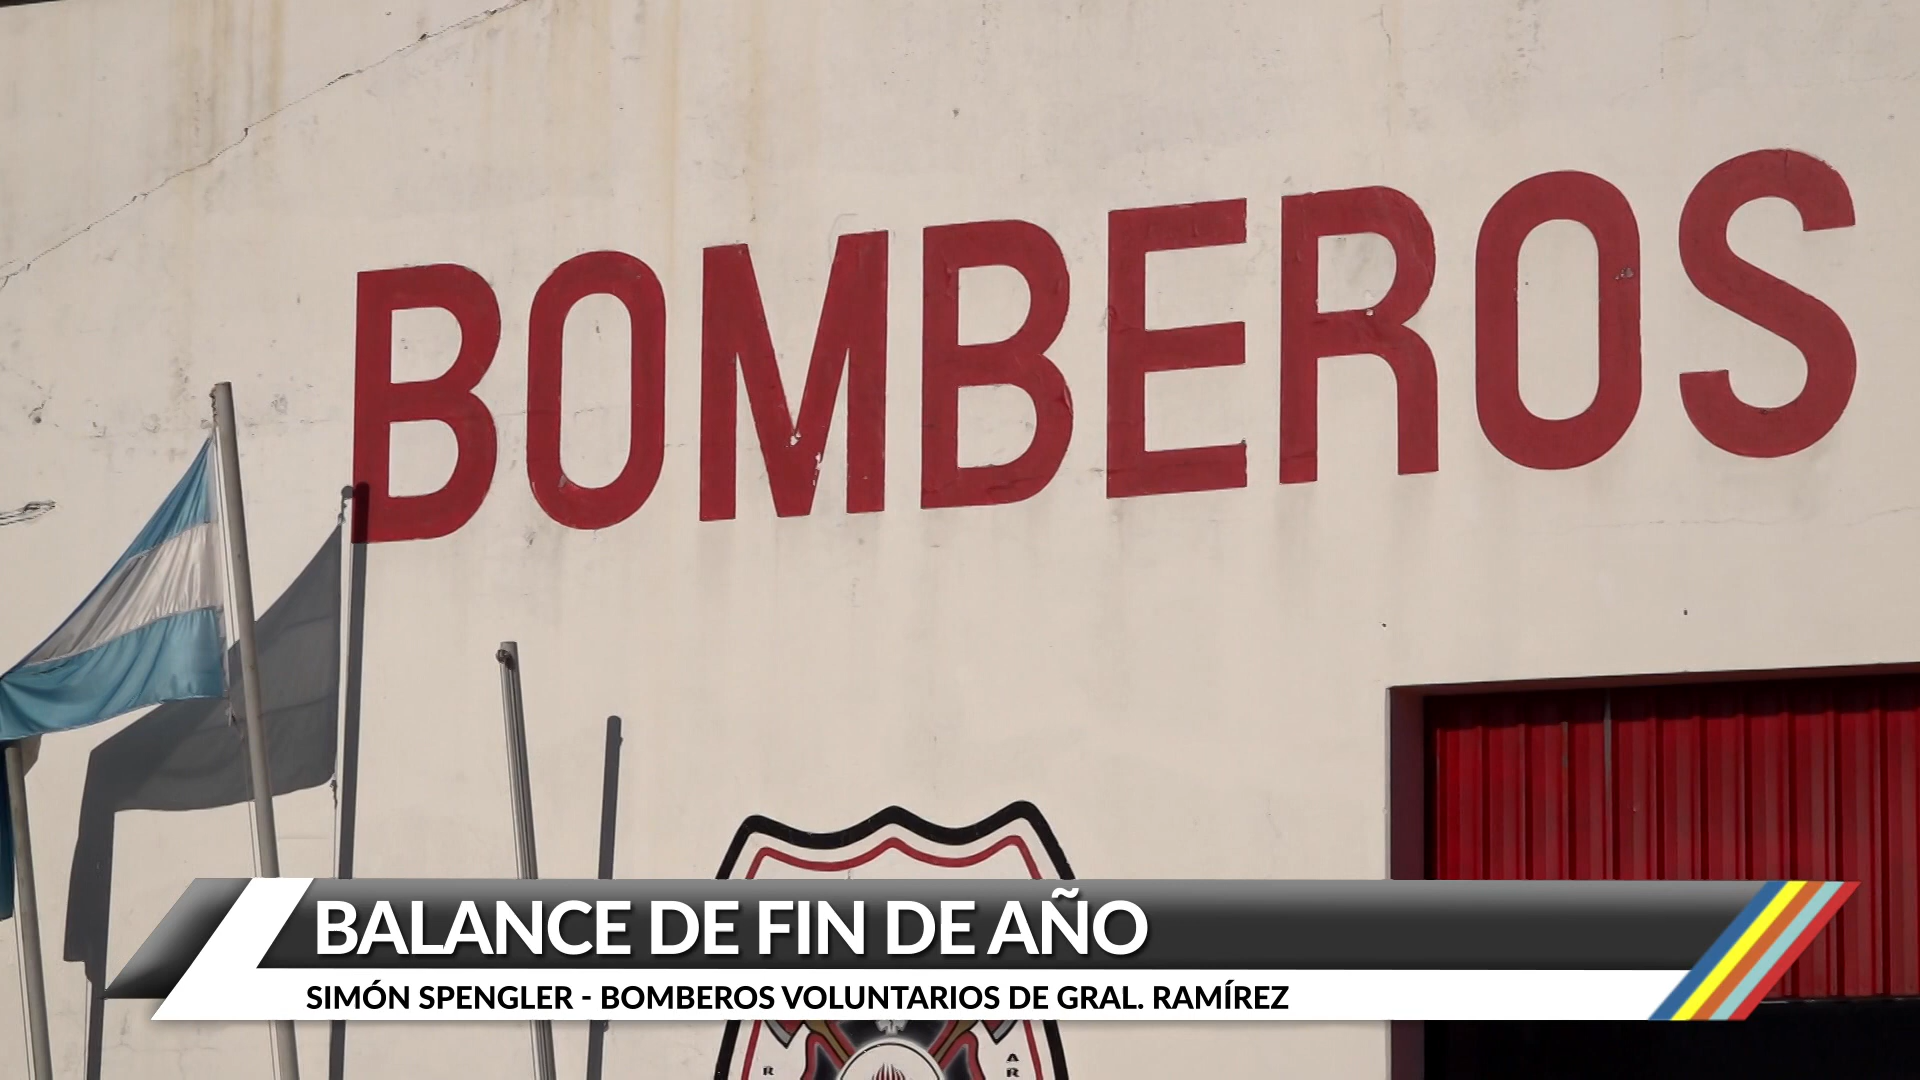 BOMBEROS
BALANCE DE FIN DE AÑO
SIMÓN SPENGLER - BOMBEROS VOLUNTARIOS DE GRAL. RAMÍREZ